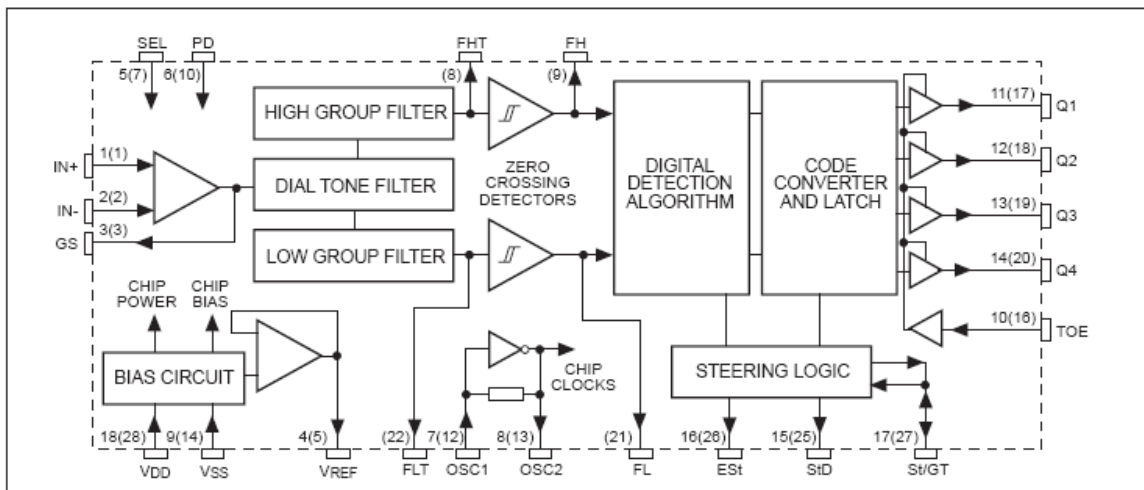 SEL PD FHT FH
5(7) 6(10) (8) (9)
HIGH GROUP FILTER
11(17) Q1
IN+ 1(1)
DIAL TONE FILTER
ZERO
CROSSING
DETECTORS
DIGITAL
DETECTION
ALGORITHM
CODE
CONVERTER
AND LATCH
12(18) Q2
IN- 2(2)
13(19) Q3
GS 3(3)
LOW GROUP FILTER
14(20) Q4
CHIP
POWER
CHIP
BIAS
10(16) TOE
BIAS CIRCUIT
CHIP
CLOCKS
STEERING LOGIC
18(28) 9(14) 4(5) (22) 7(12) 8(13) (21) 16(26) 15(25) 17(27)
VDD VSS VREF FLT OSC1 OSC2 FL ESt StD St/GT